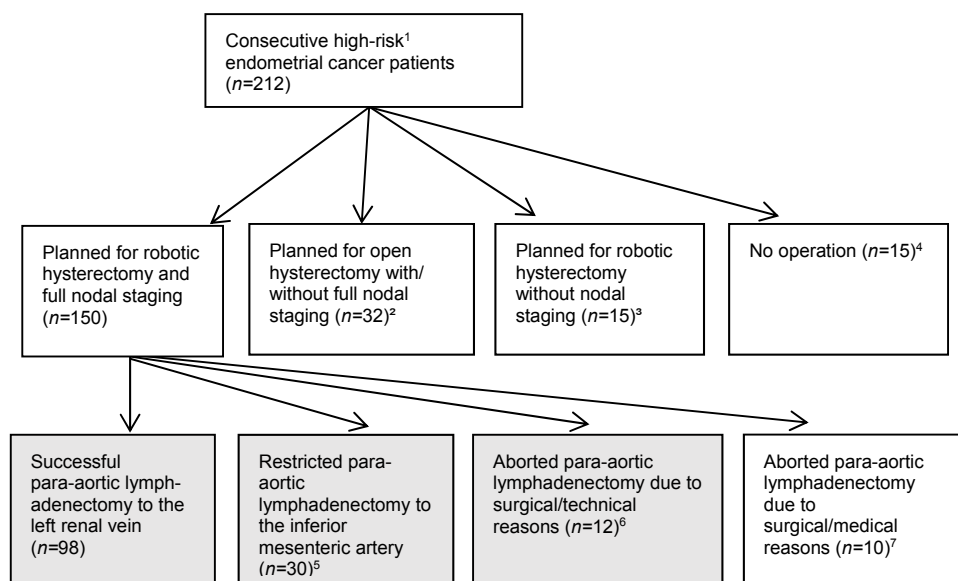 Consecutive high-risk¹
endometrial cancer patients
(n=212)
Planned for robotic
hysterectomy and
full nodal staging
(n=150)
Planned for open
hysterectomy with/
without full nodal
staging (n=32)²
Planned for robotic
hysterectomy
without nodal
staging (n=15)³
No operation (n=15)⁴
Successful
para-aortic lymph-
adenectomy to the
left renal vein
(n=98)
Restricted para-
aortic
lymphadenectomy to
the inferior
mesenteric artery
(n=30)⁵
Aborted para-aortic
lymphadenectomy due to
surgical/technical
reasons (n=12)⁶
Aborted para-aortic
lymphadenectomy
due to
surgical/medical
reasons (n=10)⁷